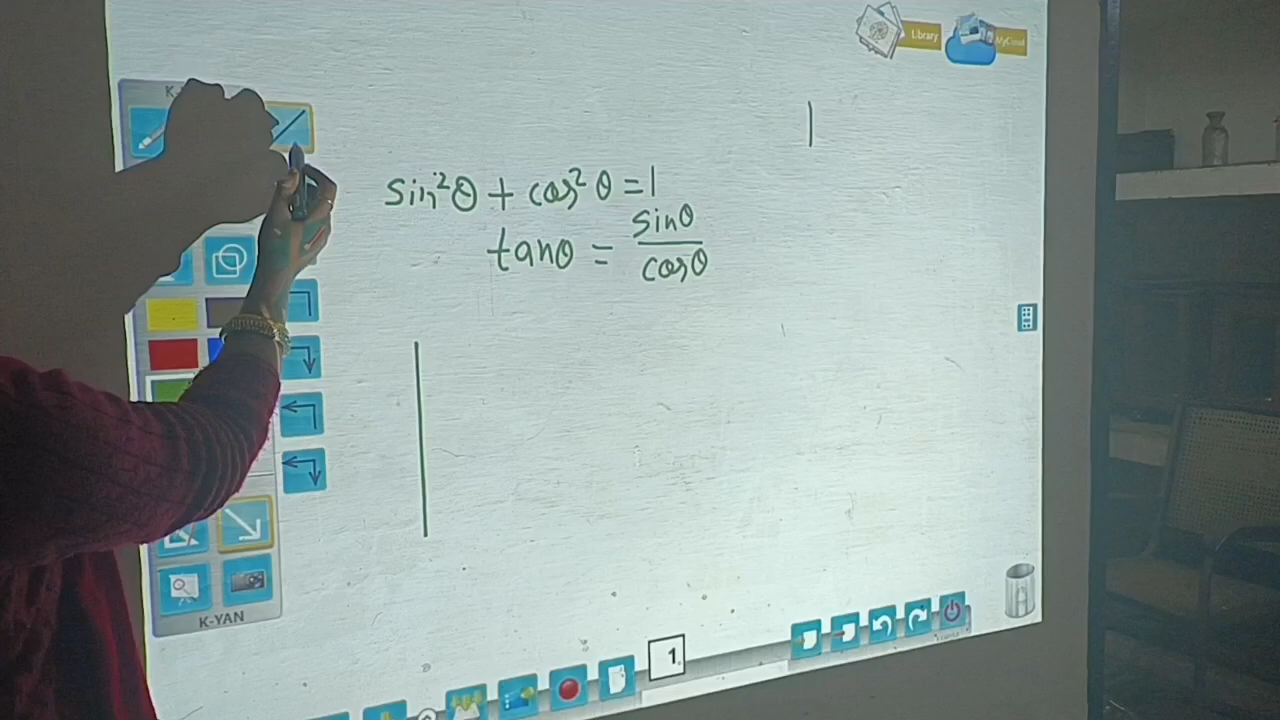 Library
MyCloud
sin²θ + cos²θ = 1
tanθ = sinθ/cosθ
K-YAN
1